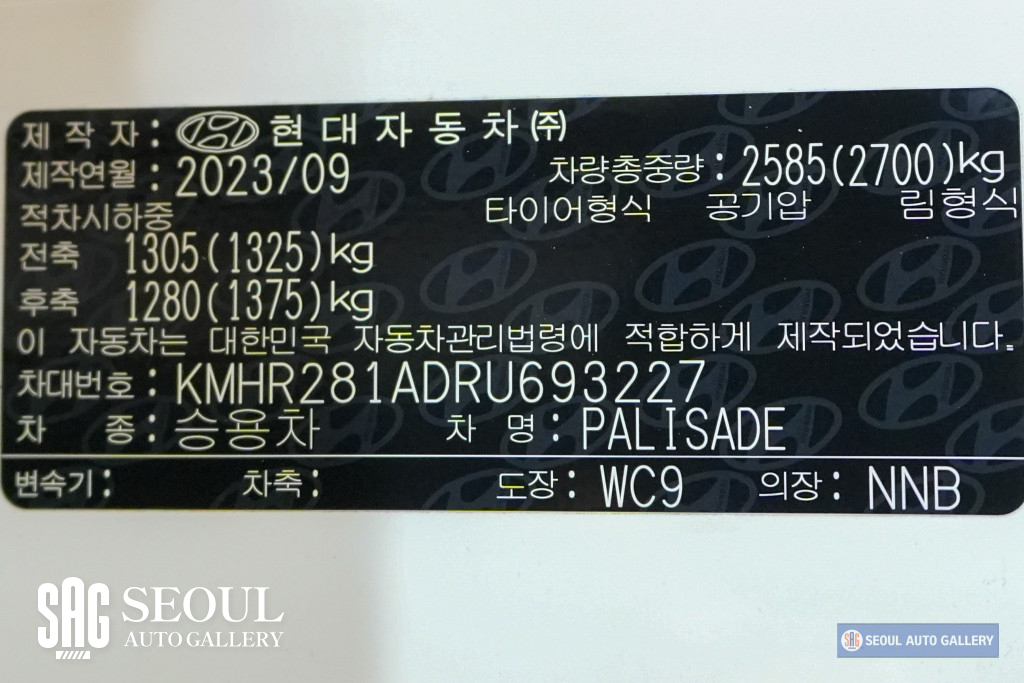 제작자 : 현대자동차㈜
제작연월 : 2023/09 차량총중량 : 2585(2700)kg
적차시하중 타이어형식 공기압 림형식
전축 1305(1325)kg
후축 1280(1375)kg
이 자동차는 대한민국 자동차관리법령에 적합하게 제작되었습니다.
차대번호 : KMHR281ADRU693227
차 종 : 승용차 차 명 : PALISADE
변속기 : 차축 : 도장 : WC9 의장 : NNB
SAG SEOUL
AUTO GALLERY
SAG SEOUL AUTO GALLERY